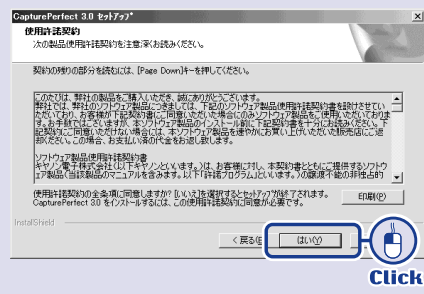 CapturePerfect 3.0 セットアップ
使用許諾契約
次の製品使用許諾契約を注意深くお読みください。
契約の残りの部分を読むには、[Page Down]キーを押してください。
このたびは、弊社の製品をご購入いただき、誠にありがとうございます。
弊社では、弊社のソフトウェア製品につきましては、下記のソフトウェア製品使用許諾契約書を設けさせてい
ただいており、お客様が下記契約書にご同意いただいた場合にのみソフトウェア製品をご使用いただいておりま
す。お手数ではございますが、本ソフトウェア製品のインストール前に下記契約書を十分にお読みください。下
記契約にご同意いただけない場合には、本ソフトウェア製品を速やかにお買い上げいただいた販売店にご返
却ください。この場合、お支払い済の代金をお返し致します。
ソフトウェア製品使用許諾契約書
キヤノン電子株式会社(以下キヤノンといいます。)は、お客様に対し、本契約書とともにご提供するソフトウ
ェア製品(当該製品のマニュアルを含みます。以下「許諾プログラム」といいます。)の譲渡不能の非独占的
使用許諾契約の全条項に同意しますか? [いいえ]を選択するとセットアップが終了されます。
CapturePerfect 3.0 をインストールするには、この使用許諾契約に同意が必要です。
印刷(P)
InstallShield
< 戻る(B)
はい(Y)
Click